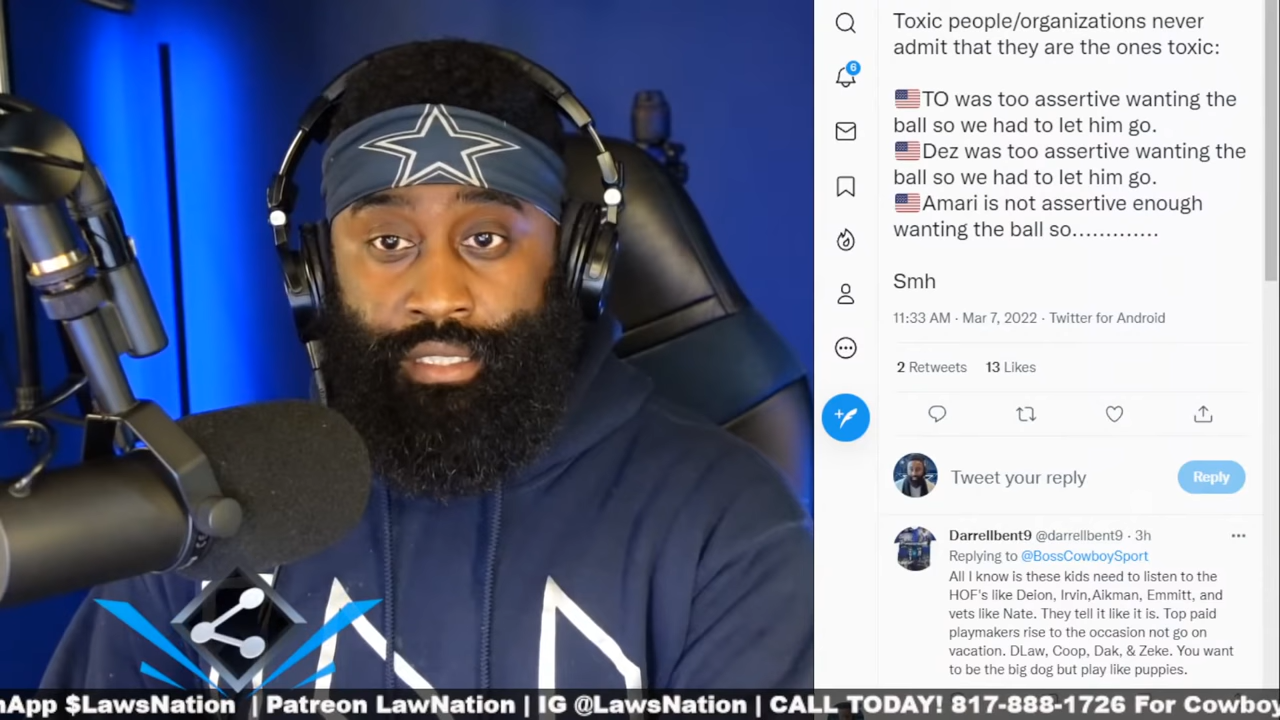 Toxic people/organizations never
admit that they are the ones toxic:
TO was too assertive wanting the
ball so we had to let him go.
Dez was too assertive wanting the
ball so we had to let him go.
Amari is not assertive enough
wanting the ball so.............
Smh
11:33 AM · Mar 7, 2022 · Twitter for Android
2 Retweets 13 Likes
Tweet your reply
Reply
Darrellbent9 @darrellbent9 · 3h
Replying to @BossCowboySport
All I know is these kids need to listen to the
HOF's like Deion, Irvin,Aikman, Emmitt, and
vets like Nate. They tell it like it is. Top paid
playmakers rise to the occasion not go on
vacation. DLaw, Coop, Dak, & Zeke. You want
to be the big dog but play like puppies.
6
hApp $LawsNation | Patreon LawNation | IG @LawsNation | CALL TODAY! 817-888-1726 For Cowboy